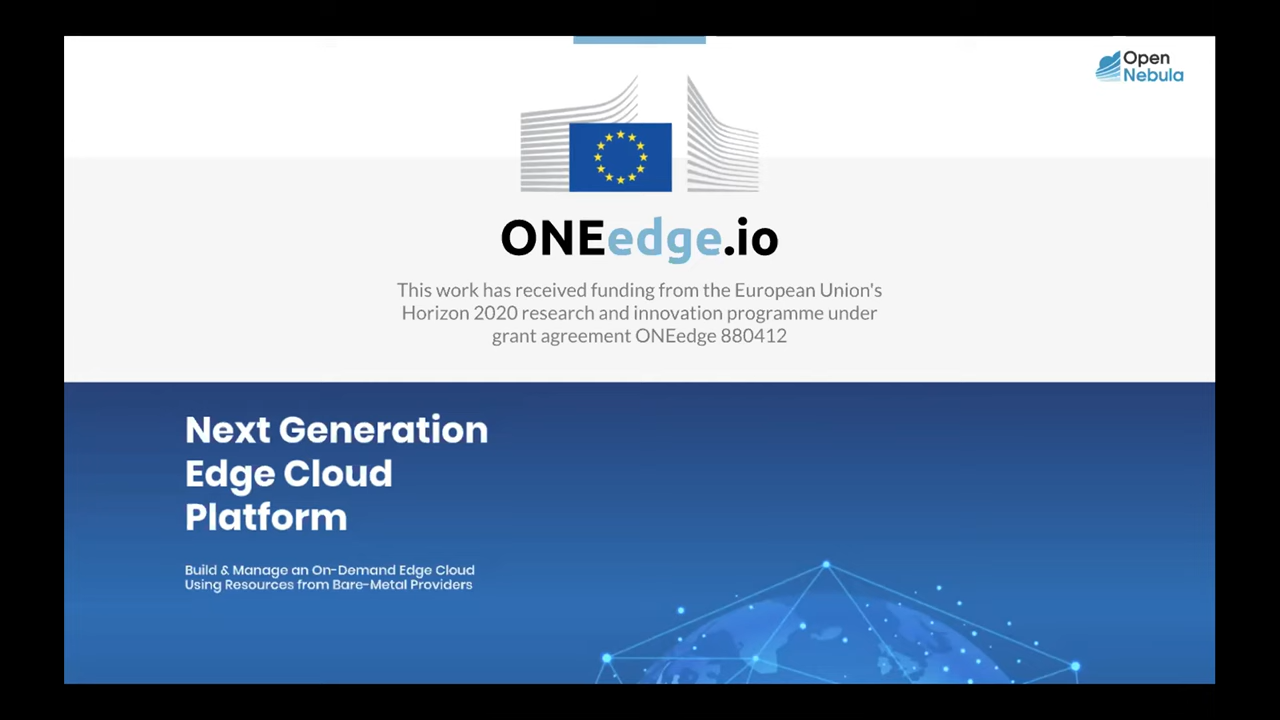 Open
Nebula
ONEedge.io
This work has received funding from the European Union's
Horizon 2020 research and innovation programme under
grant agreement ONEedge 880412
Next Generation
Edge Cloud
Platform
Build & Manage an On-Demand Edge Cloud
Using Resources from Bare-Metal Providers